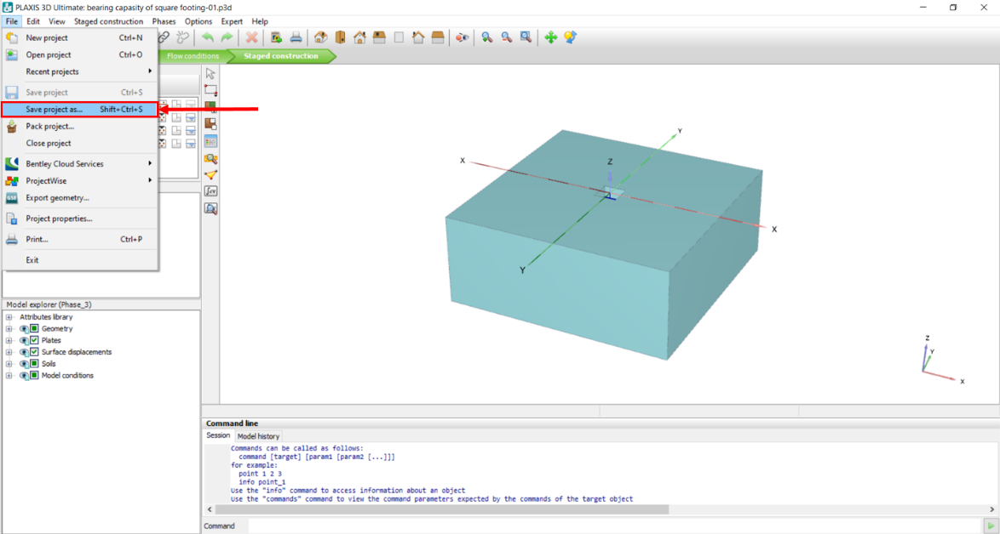 PLAXIS 3D Ultimate: bearing capasity of square footing-01.p3d
File Edit View Staged construction Phases Options Expert Help
New project Ctrl+N
Open project Ctrl+O
Recent projects
Save project Ctrl+S
Save project as... Shift+Ctrl+S
Pack project...
Close project
Bentley Cloud Services
ProjectWise
Export geometry...
Project properties...
Print... Ctrl+P
Exit
Flow conditions Staged construction
Y
X
Z
X
Y
Model explorer (Phase_3)
Attributes library
Geometry
Plates
Surface displacements
Soils
Model conditions
Z
Y
X
Command line
Session Model history
Commands can be called as follows:
command [target] [param1 [param2 [...]]]
for example:
point 1 2 3
info point_1
Use the "info" command to access information about an object
Use the "commands" command to view the command parameters expected by the commands of the target object
Command